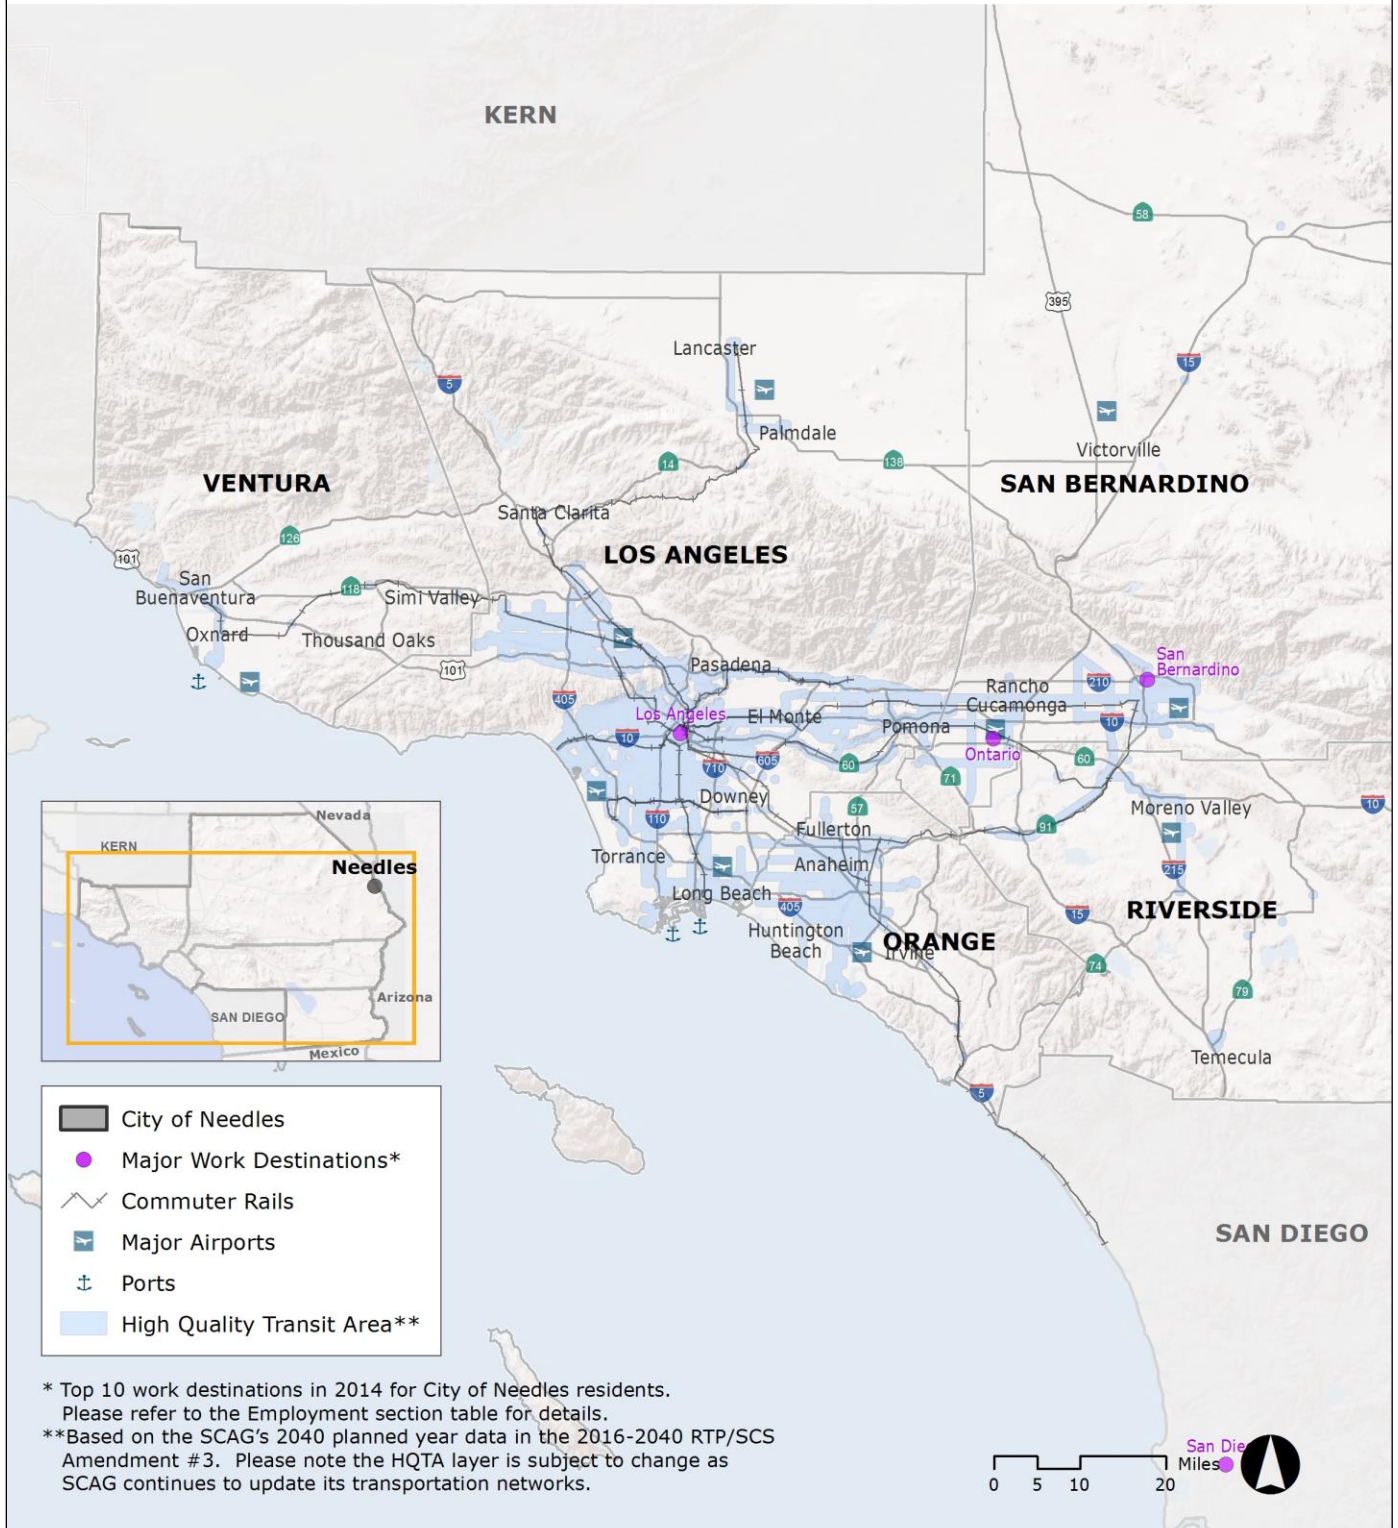 KERN
58
395
Lancaster
15
5
Palmdale
Victorville
14
138
VENTURA
SAN BERNARDINO
Santa Clarita
126
LOS ANGELES
101
San
Buenaventura
118
Simi Valley
Oxnard
Thousand Oaks
101
Pasadena
San
Bernardino
405
210
Rancho
Cucamonga
Los Angeles
El Monte
Pomona
10
10
Ontario
605
60
60
710
71
Downey
57
Moreno Valley
10
110
Fullerton
91
Torrance
Anaheim
215
Long Beach
405
15
RIVERSIDE
Huntington
Beach
ORANGE
Irvine
74
79
Temecula
5
SAN DIEGO
Nevada
KERN
Needles
Arizona
SAN DIEGO
Mexico
City of Needles
Major Work Destinations*
Commuter Rails
Major Airports
Ports
High Quality Transit Area**
* Top 10 work destinations in 2014 for City of Needles residents.
Please refer to the Employment section table for details.
**Based on the SCAG's 2040 planned year data in the 2016-2040 RTP/SCS
Amendment #3. Please note the HQTA layer is subject to change as
SCAG continues to update its transportation networks.
San Die
Miles
0 5 10 20